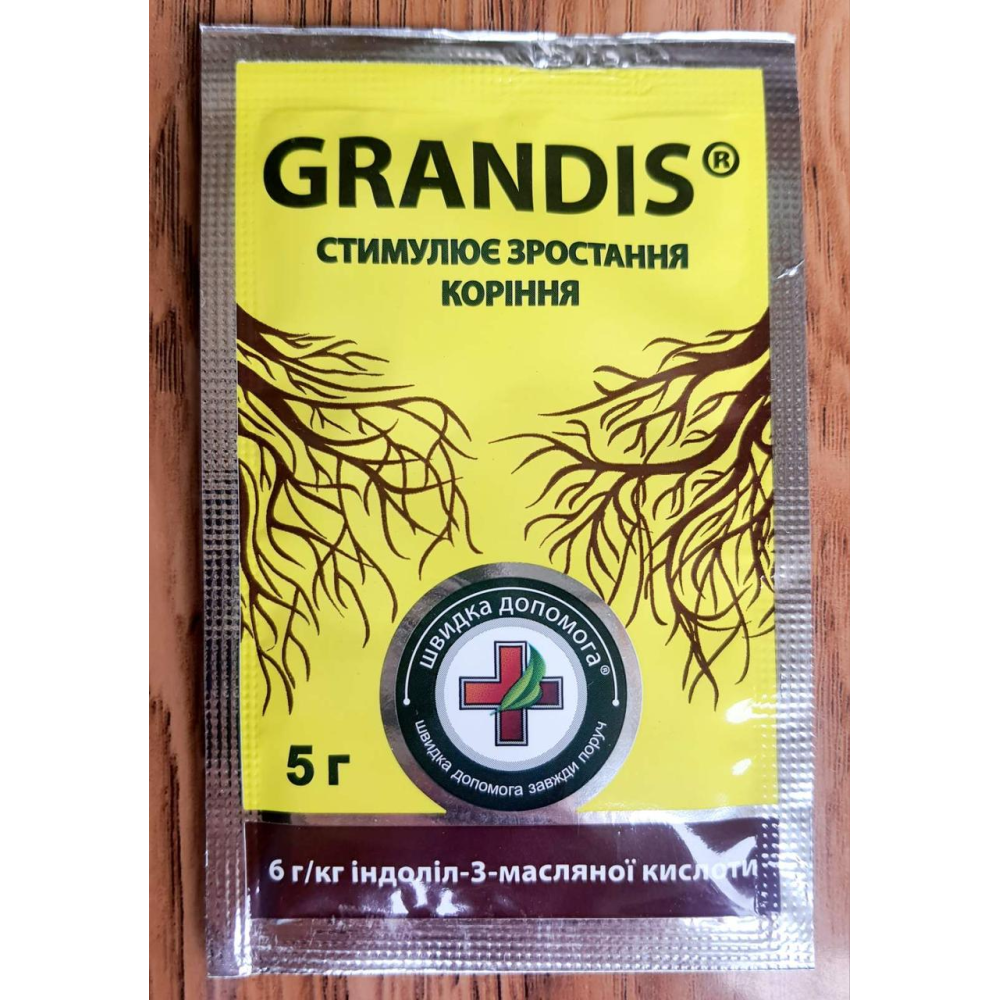 GRANDIS®
СТИМУЛЮЄ ЗРОСТАННЯ
КОРІННЯ
ШВИДКА ДОПОМОГА®
швидка допомога завжди поруч
5 г
6 г/кг індоліл-3-масляної кислоти